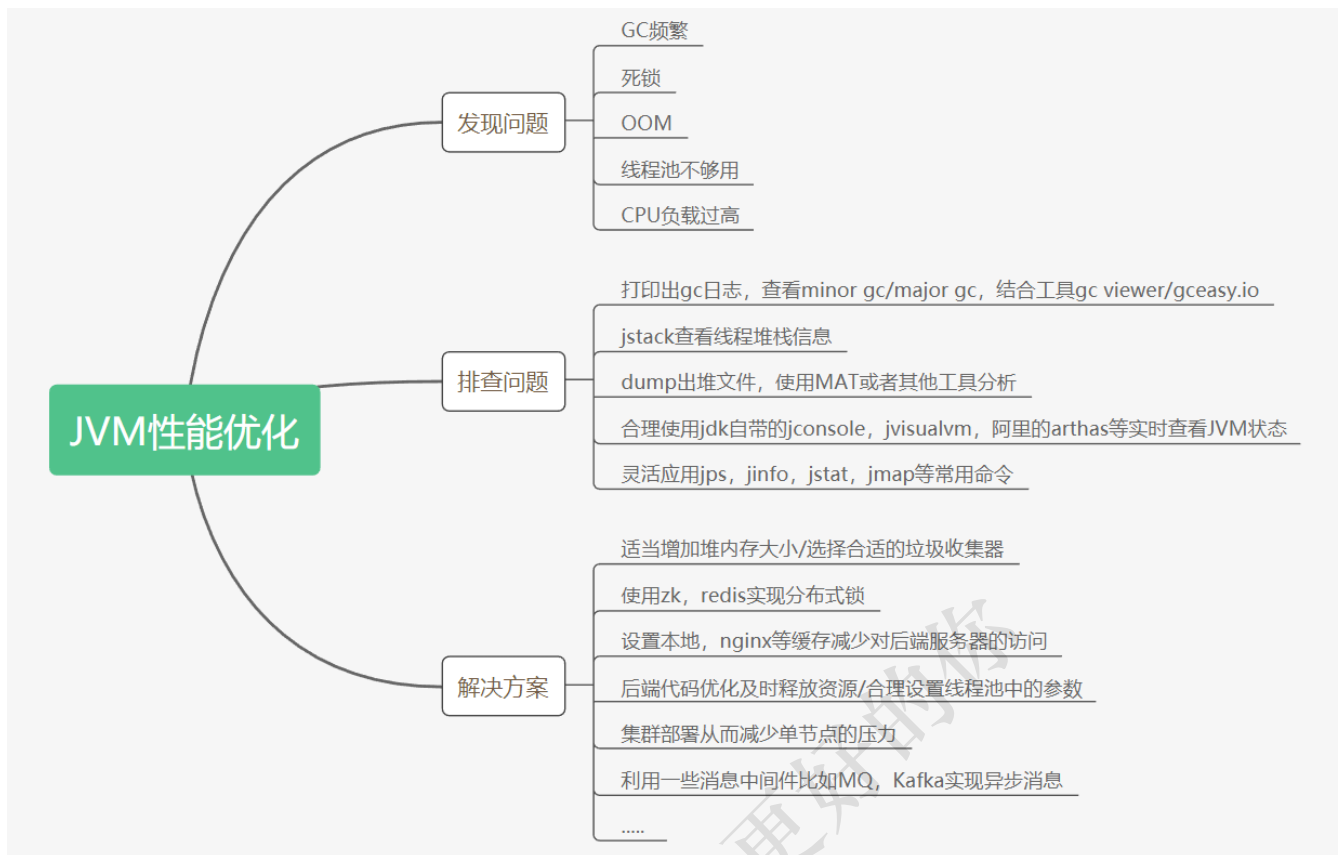 JVM性能优化
发现问题
GC频繁
死锁
OOM
线程池不够用
CPU负载过高
排查问题
打印出gc日志，查看minor gc/major gc，结合工具gc viewer/gceasy.io
jstack查看线程堆栈信息
dump出堆文件，使用MAT或者其他工具分析
合理使用jdk自带的jconsole，jvisualvm，阿里的arthas等实时查看JVM状态
灵活应用jps，jinfo，jstat，jmap等常用命令
解决方案
适当增加堆内存大小/选择合适的垃圾收集器
使用zk，redis实现分布式锁
设置本地，nginx等缓存减少对后端服务器的访问
后端代码优化及时释放资源/合理设置线程池中的参数
集群部署从而减少单节点的压力
利用一些消息中间件比如MQ，Kafka实现异步消息
.....
更好的你